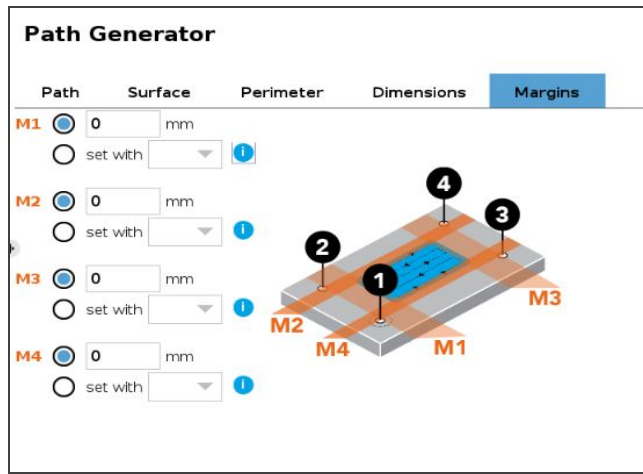 Path Generator
Path Surface Perimeter Dimensions Margins
M1 0 mm
set with i
M2 0 mm
set with i
M3 0 mm
set with i
M4 0 mm
set with i
4
3
2
1
M3
M2
M4 M1